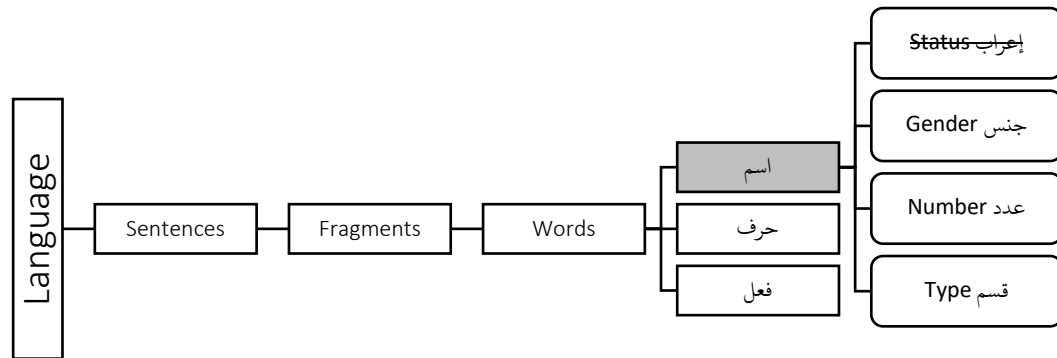 Language
Sentences
Fragments
Words
اسم
حرف
فعل
Status إعراب
Gender جنس
Number عدد
Type قسم